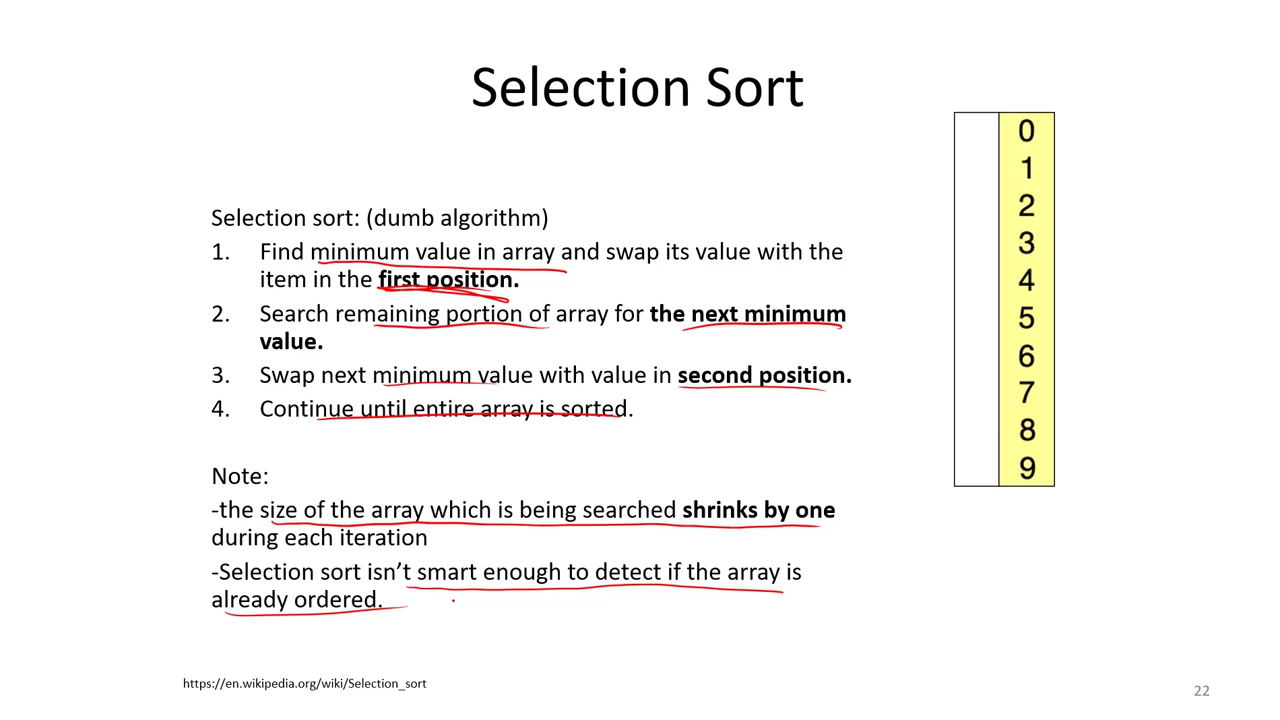 Selection Sort
Selection sort: (dumb algorithm)
1. Find minimum value in array and swap its value with the
item in the first position.
2. Search remaining portion of array for the next minimum
value.
3. Swap next minimum value with value in second position.
4. Continue until entire array is sorted.
Note:
-the size of the array which is being searched shrinks by one
during each iteration
-Selection sort isn’t smart enough to detect if the array is
already ordered.
0
1
2
3
4
5
6
7
8
9
https://en.wikipedia.org/wiki/Selection_sort
22